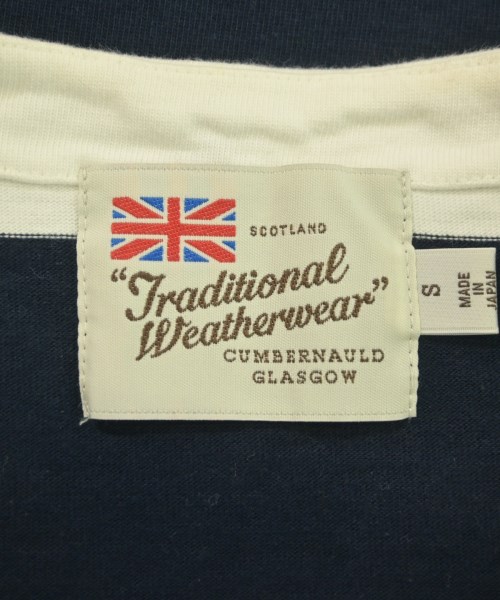 SCOTLAND
"Traditional
Weatherwear"
CUMBERNAULD
GLASGOW
S
MADE
IN
JAPAN